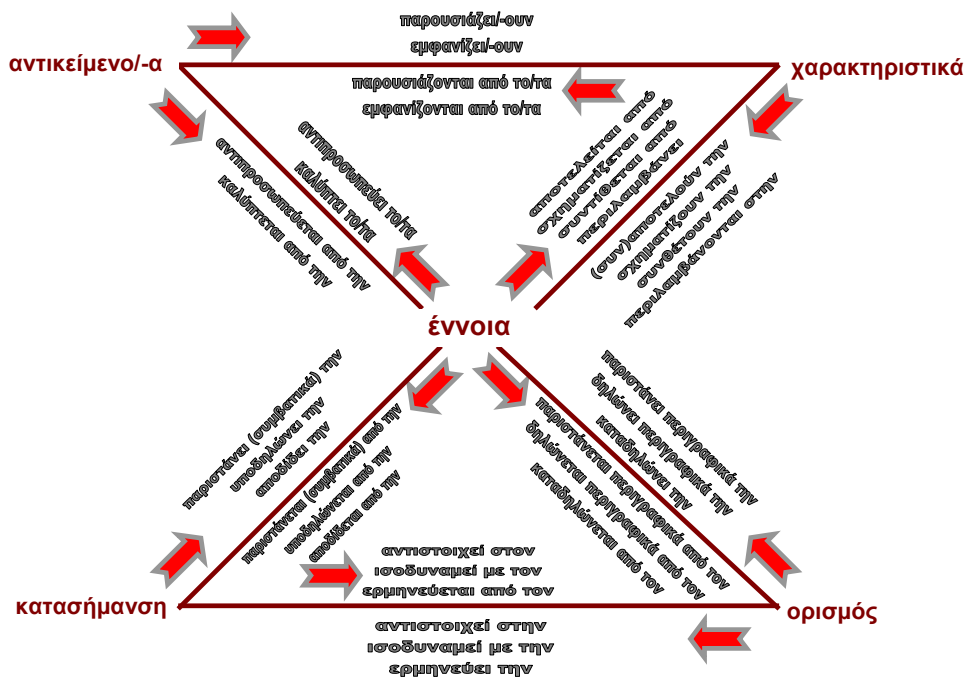 παρουσιάζει/-ουν
εμφανίζει/-ουν
αντικείμενο/-α
χαρακτηριστικά
παρουσιάζονται από το/τα
εμφανίζονται από το/τα
αντιπροσωπεύει το/τα
καλύπτει το/τα
αντιπροσωπεύεται από την
καλύπτεται από την
αποτελείται από
σχηματίζεται από
συντίθεται από
περιλαμβάνει
(συν)αποτελούν την
σχηματίζουν την
συνθέτουν την
περιλαμβάνονται στην
έννοια
παριστάνει (συμβατικά) την
υποδηλώνει την
αποδίδει την
παριστάνεται (συμβατικά) από την
υποδηλώνεται από την
αποδίδεται από την
παριστάνει περιγραφικά την
δηλώνει περιγραφικά την
καταδηλώνει την
παριστάνεται περιγραφικά από τον
δηλώνεται περιγραφικά από τον
καταδηλώνεται από τον
αντιστοιχεί στον
ισοδυναμεί με τον
ερμηνεύεται από τον
κατασήμανση
ορισμός
αντιστοιχεί στην
ισοδυναμεί με την
ερμηνεύει την